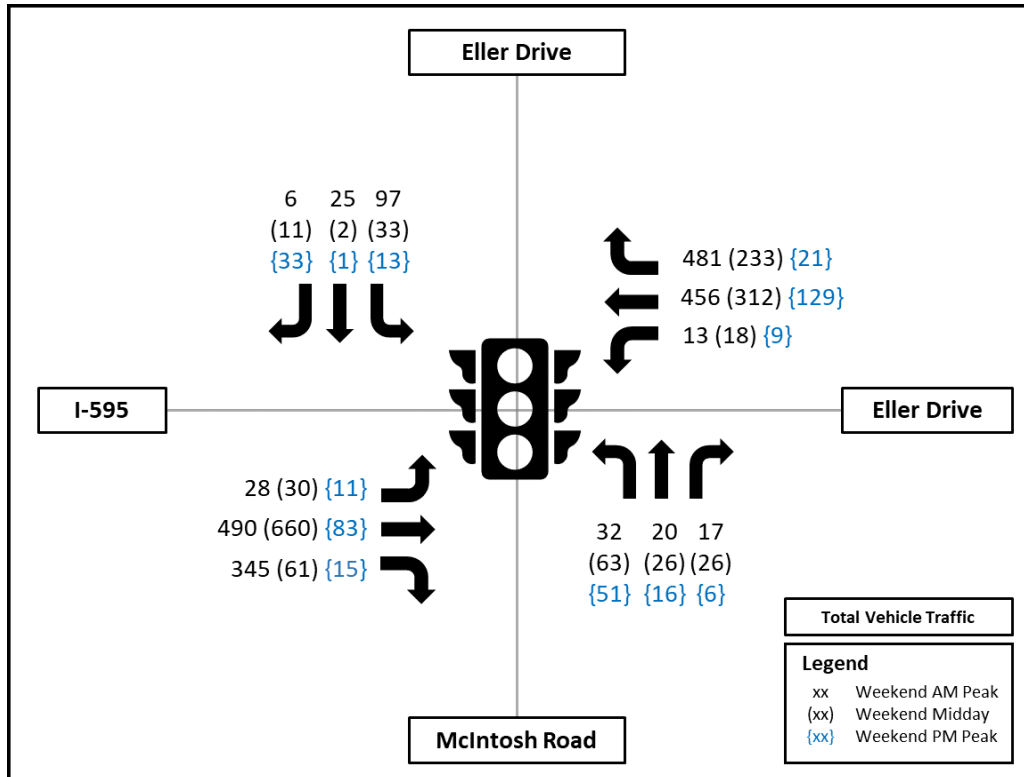 Eller Drive
6 25 97
(11) (2) (33)
{33} {1} {13}
481 (233) {21}
456 (312) {129}
13 (18) {9}
I-595
Eller Drive
28 (30) {11}
490 (660) {83}
345 (61) {15}
32 20 17
(63) (26) (26)
{51} {16} {6}
Total Vehicle Traffic
Legend
xx Weekend AM Peak
(xx) Weekend Midday
{xx} Weekend PM Peak
McIntosh Road